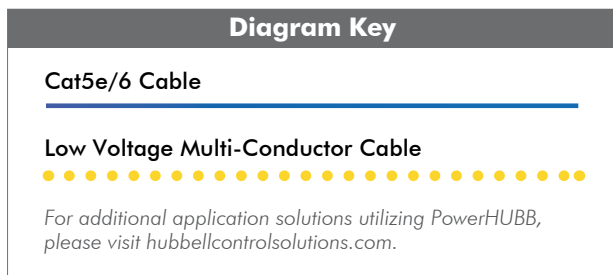 Diagram Key
Cat5e/6 Cable
Low Voltage Multi-Conductor Cable
For additional application solutions utilizing PowerHUBB,
please visit hubbellcontrolsolutions.com.